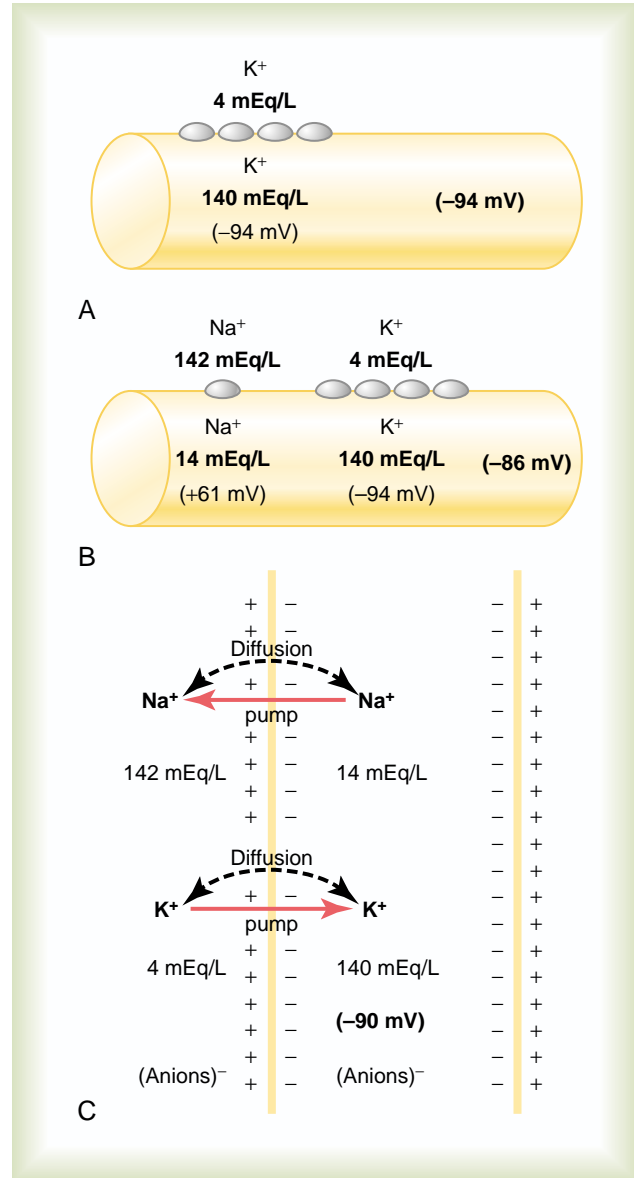 K⁺
4 mEq/L
K⁺
140 mEq/L
(–94 mV)
(–94 mV)
A
Na⁺ K⁺
142 mEq/L 4 mEq/L
Na⁺ K⁺
14 mEq/L 140 mEq/L (–86 mV)
(+61 mV) (–94 mV)
B
+ – – +
+ – – +
Diffusion – +
+ – – +
Na⁺ Na⁺ – +
pump – +
+ – – +
142 mEq/L + – 14 mEq/L – +
+ – – +
+ – – +
Diffusion – +
– +
+ – – +
K⁺ K⁺ – +
pump
+ – – +
4 mEq/L + – 140 mEq/L – +
+ – – +
+ – (–90 mV) – +
+ – – +
(Anions)⁻ + – (Anions)⁻ – +
C